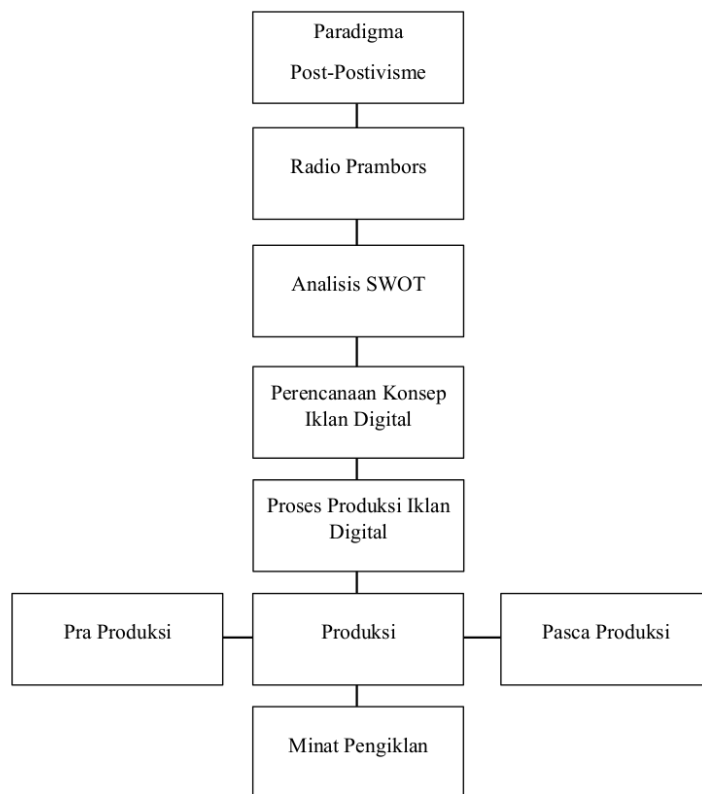 Paradigma
Post-Postivisme
Radio Prambors
Analisis SWOT
Perencanaan Konsep
Iklan Digital
Proses Produksi Iklan
Digital
Pra Produksi
Produksi
Pasca Produksi
Minat Pengiklan